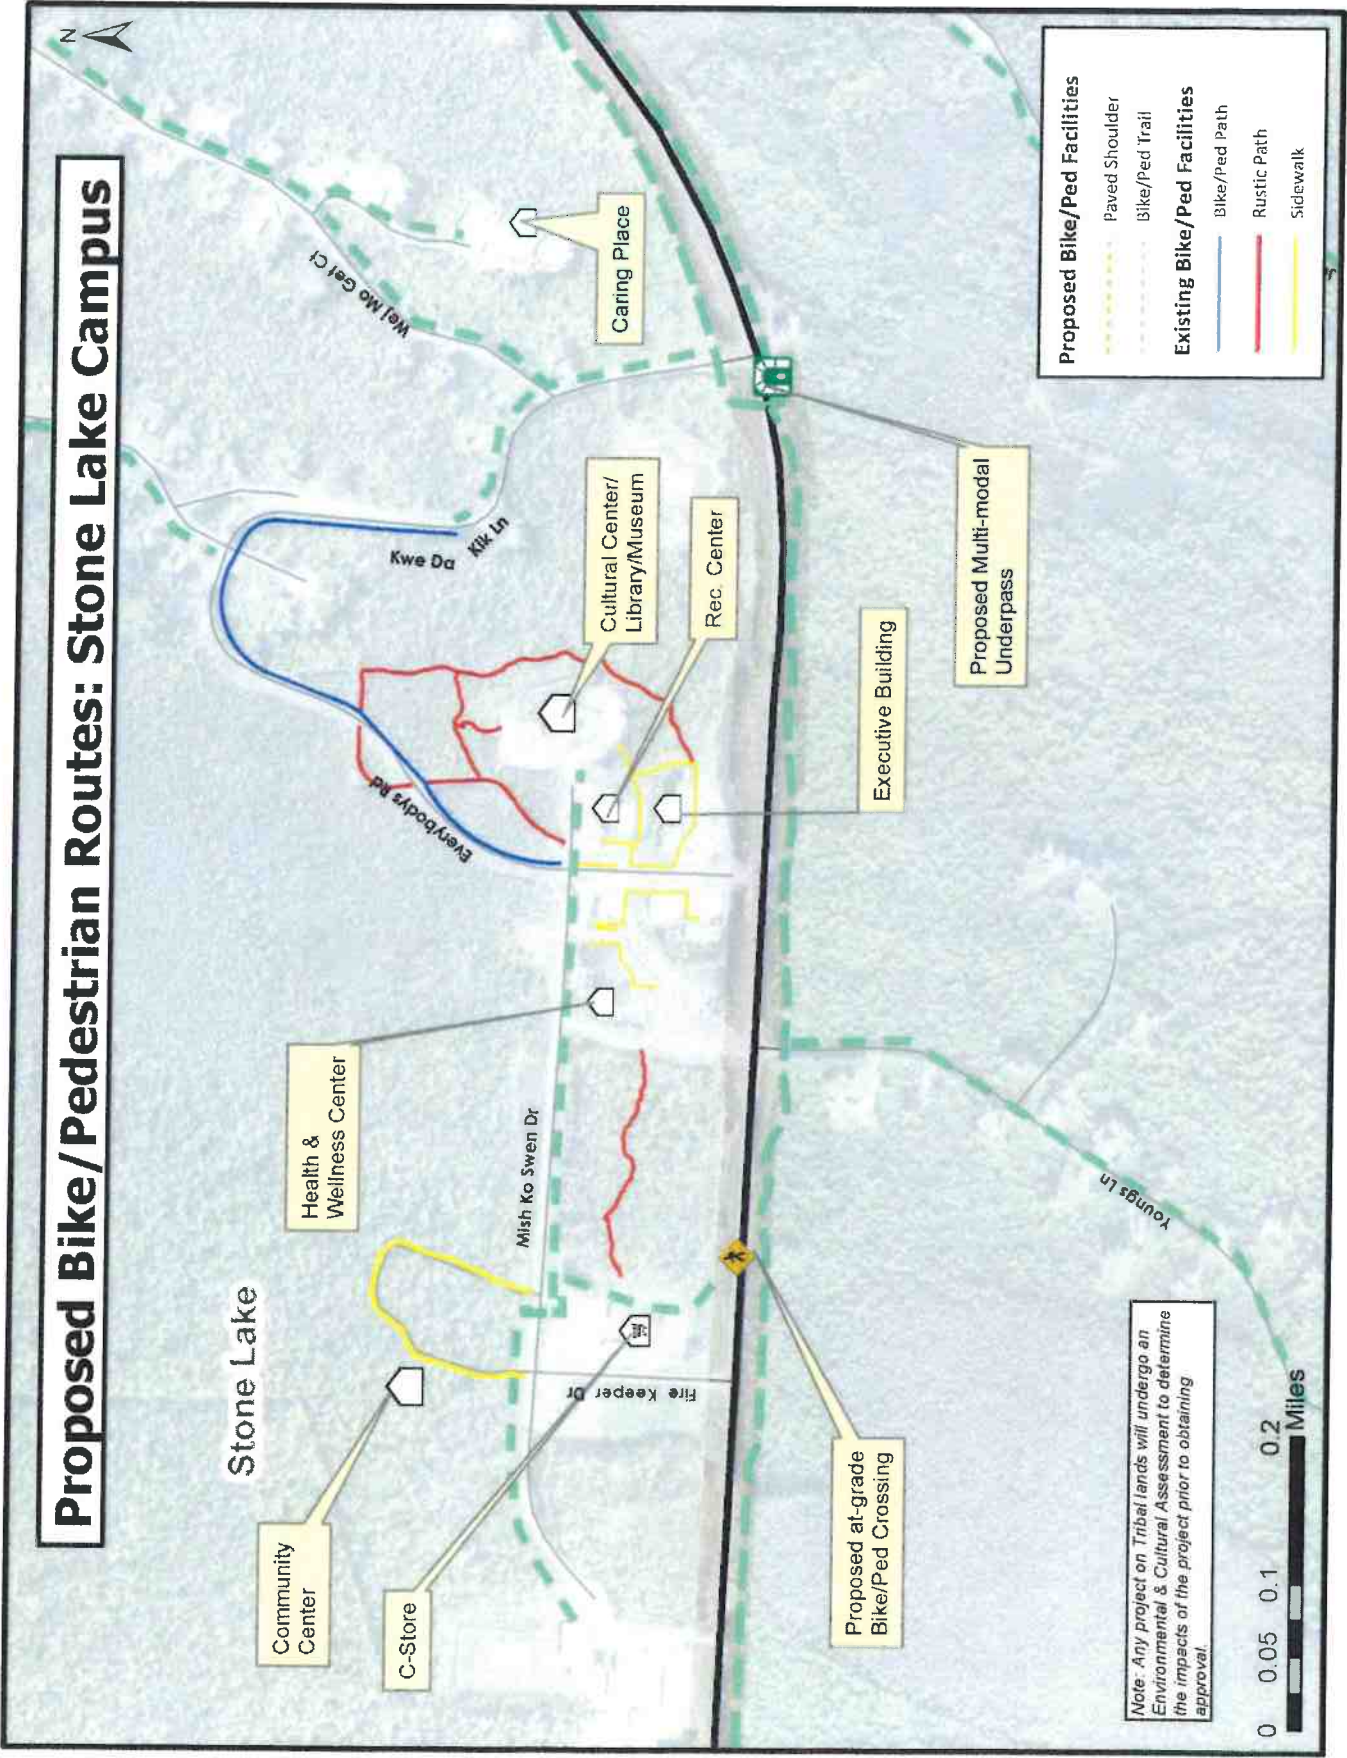 Proposed Bike/Pedestrian Routes: Stone Lake Campus
N
Stone Lake
Community
Center
C-Store
Health &
Wellness Center
Mish Ko Swen Dr
Fire Keeper Dr
Everybodys Rd
Kwe Da
Kik Ln
Wej Mo Get Ct
Caring Place
Cultural Center/
Library/Museum
Rec. Center
Executive Building
Proposed Multi-modal
Underpass
Proposed at-grade
Bike/Ped Crossing
Youngs Ln
Note: Any project on Tribal lands will undergo an
Environmental & Cultural Assessment to determine
the impacts of the project prior to obtaining
approval.
0 0.05 0.1 0.2
Miles
Proposed Bike/Ped Facilities
Paved Shoulder
Bike/Ped Trail
Existing Bike/Ped Facilities
Bike/Ped Path
Rustic Path
Sidewalk